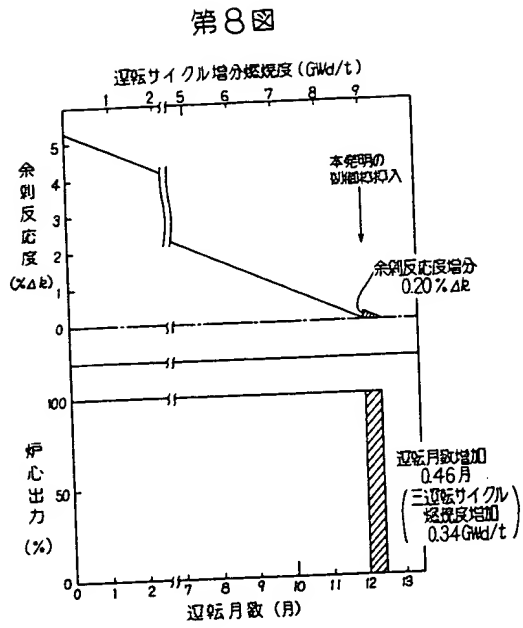 第8図
運転サイクル増分燃焼度 (GWd/t)
1 2 5 6 7 8 9
余剰反応度
(%Δk)
5
4
3
2
1
0
本発明の
制御棒挿入
余剰反応度増分
0.20%Δk
炉心出力
(%)
100
50
0
運転月数増加
0.46月
(三運転サイクル
燃焼度増加
0.34GWd/t)
0 1 2 7 8 9 10 11 12 13
運転月数 (月)